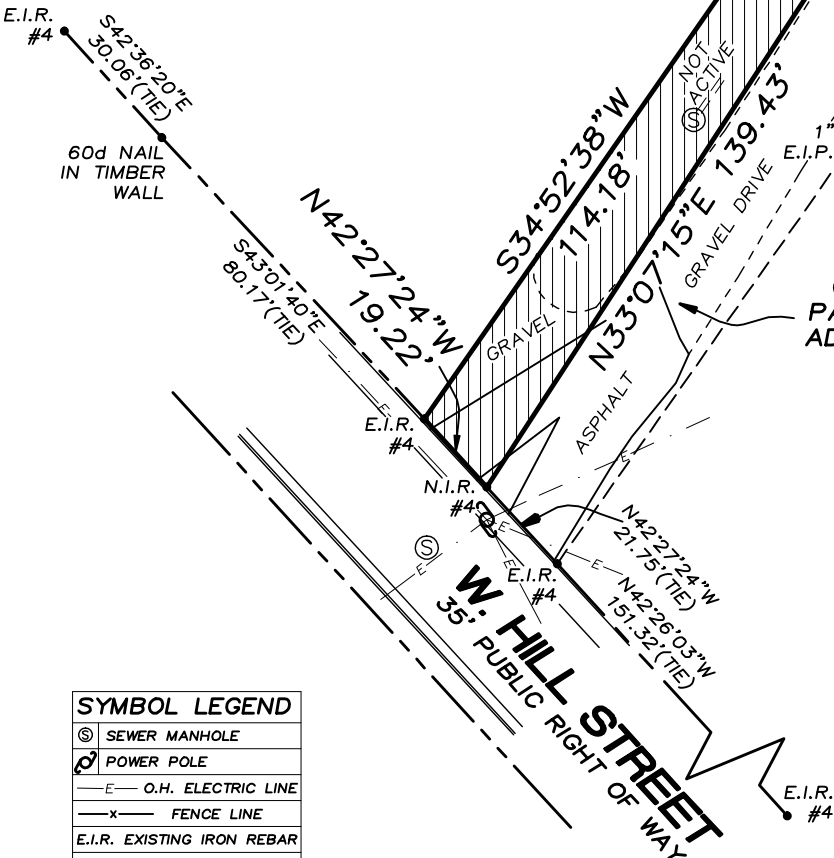 E.I.R.
#4
S42°36'20"E
30.06'(TIE)
60d NAIL
IN TIMBER
WALL
S43°01'40"E
80.17'(TIE)
N42°27'24"W
19.22'
S34°52'38"W
114.18'
NOT
ACTIVE
S
N33°07'15"E 139.43'
GRAVEL DRIVE
1"
E.I.P.
PA
AD
GRAVEL
ASPHALT
E.I.R.
#4
N.I.R.
#4
E
E
E
E
E
S
E.I.R.
#4
N42°27'24"W
21.75'(TIE)
N42°26'03"W
151.32'(TIE)
W. HILL STREET
35' PUBLIC RIGHT OF WAY
E.I.R.
#4
SYMBOL LEGEND
S SEWER MANHOLE
POWER POLE
E O.H. ELECTRIC LINE
x FENCE LINE
E.I.R. EXISTING IRON REBAR